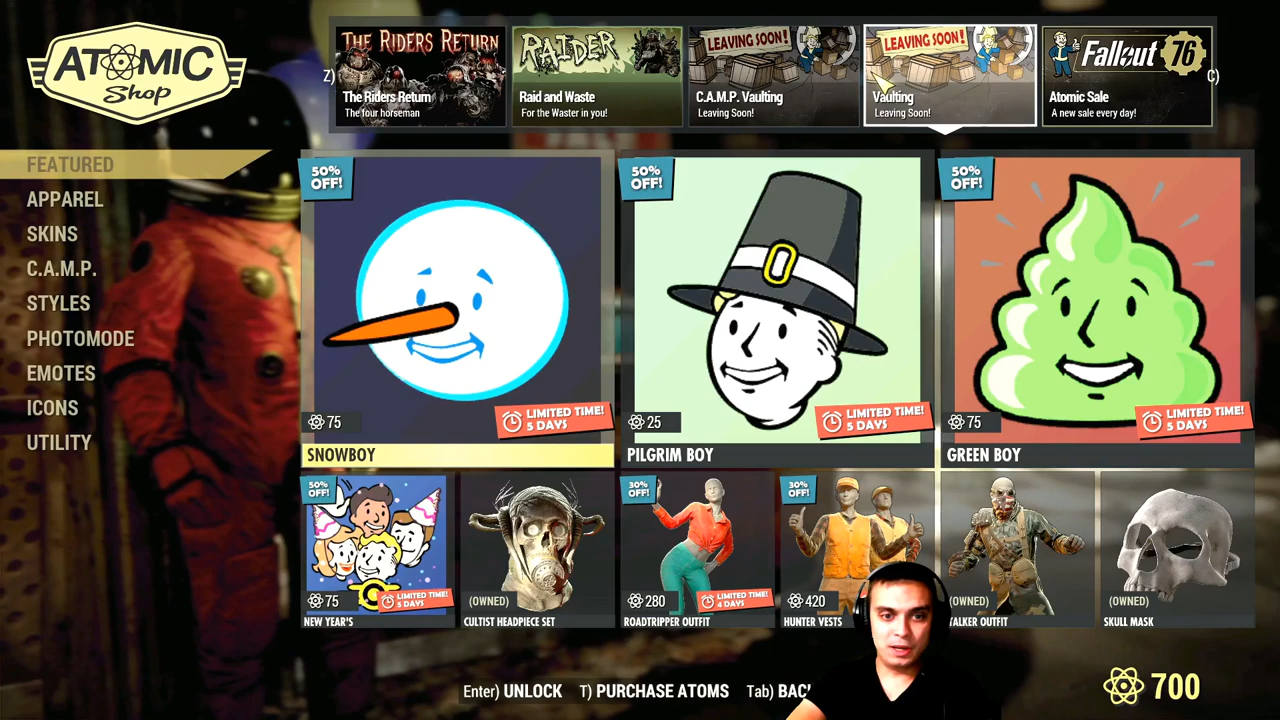 ATOMIC
Shop
Z)
THE RIDERS RETURN
The Riders Return
The four horseman
RAIDER
Raid and Waste
For the Waster in you!
LEAVING SOON!
C.A.M.P. Vaulting
Leaving Soon!
LEAVING SOON!
Vaulting
Leaving Soon!
Fallout 76
Atomic Sale
A new sale every day!
C)
FEATURED
APPAREL
SKINS
C.A.M.P.
STYLES
PHOTOMODE
EMOTES
ICONS
UTILITY
50%
OFF!
75
LIMITED TIME!
5 DAYS
SNOWBOY
50%
OFF!
25
LIMITED TIME!
5 DAYS
PILGRIM BOY
50%
OFF!
75
LIMITED TIME!
5 DAYS
GREEN BOY
50%
OFF!
75
LIMITED TIME!
5 DAYS
NEW YEAR'S
(OWNED)
CULTIST HEADPIECE SET
30%
OFF!
280
LIMITED TIME!
4 DAYS
ROADTRIPPER OUTFIT
30%
OFF!
420
HUNTER VESTS
OWNED)
ALKER OUTFIT
(OWNED)
SKULL MASK
Enter) UNLOCK T) PURCHASE ATOMS Tab) BAC
700